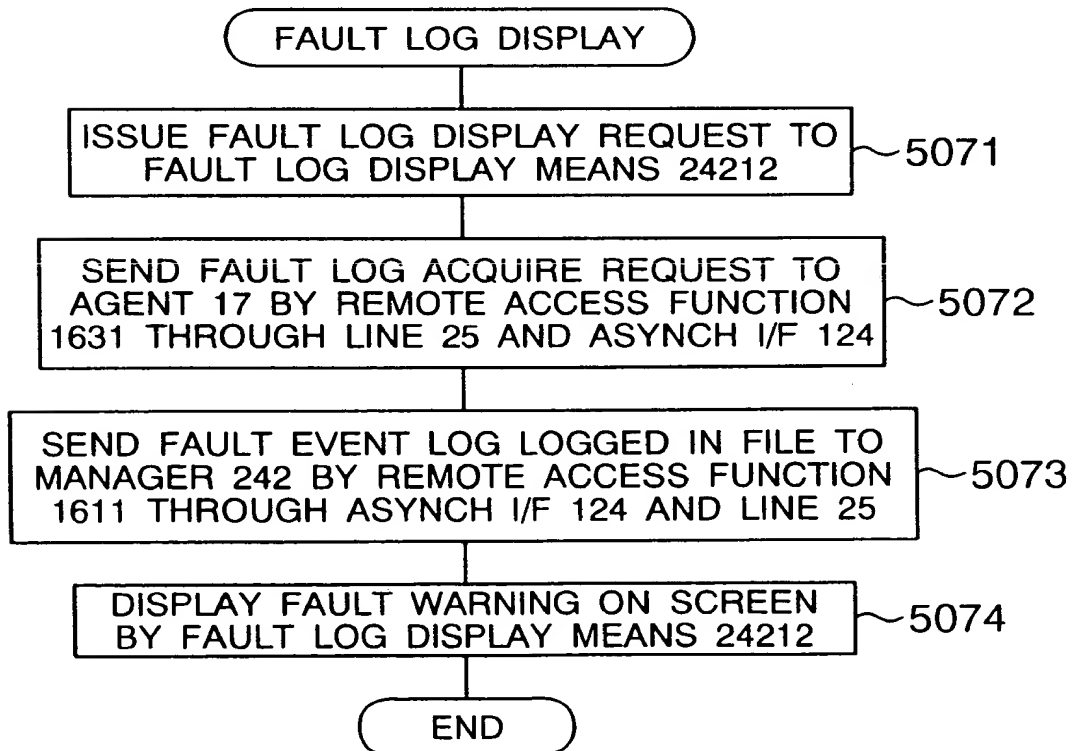 FAULT LOG DISPLAY
ISSUE FAULT LOG DISPLAY REQUEST TO
FAULT LOG DISPLAY MEANS 24212
5071
SEND FAULT LOG ACQUIRE REQUEST TO
AGENT 17 BY REMOTE ACCESS FUNCTION
1631 THROUGH LINE 25 AND ASYNCH I/F 124
5072
SEND FAULT EVENT LOG LOGGED IN FILE TO
MANAGER 242 BY REMOTE ACCESS FUNCTION
1611 THROUGH ASYNCH I/F 124 AND LINE 25
5073
DISPLAY FAULT WARNING ON SCREEN
BY FAULT LOG DISPLAY MEANS 24212
5074
END